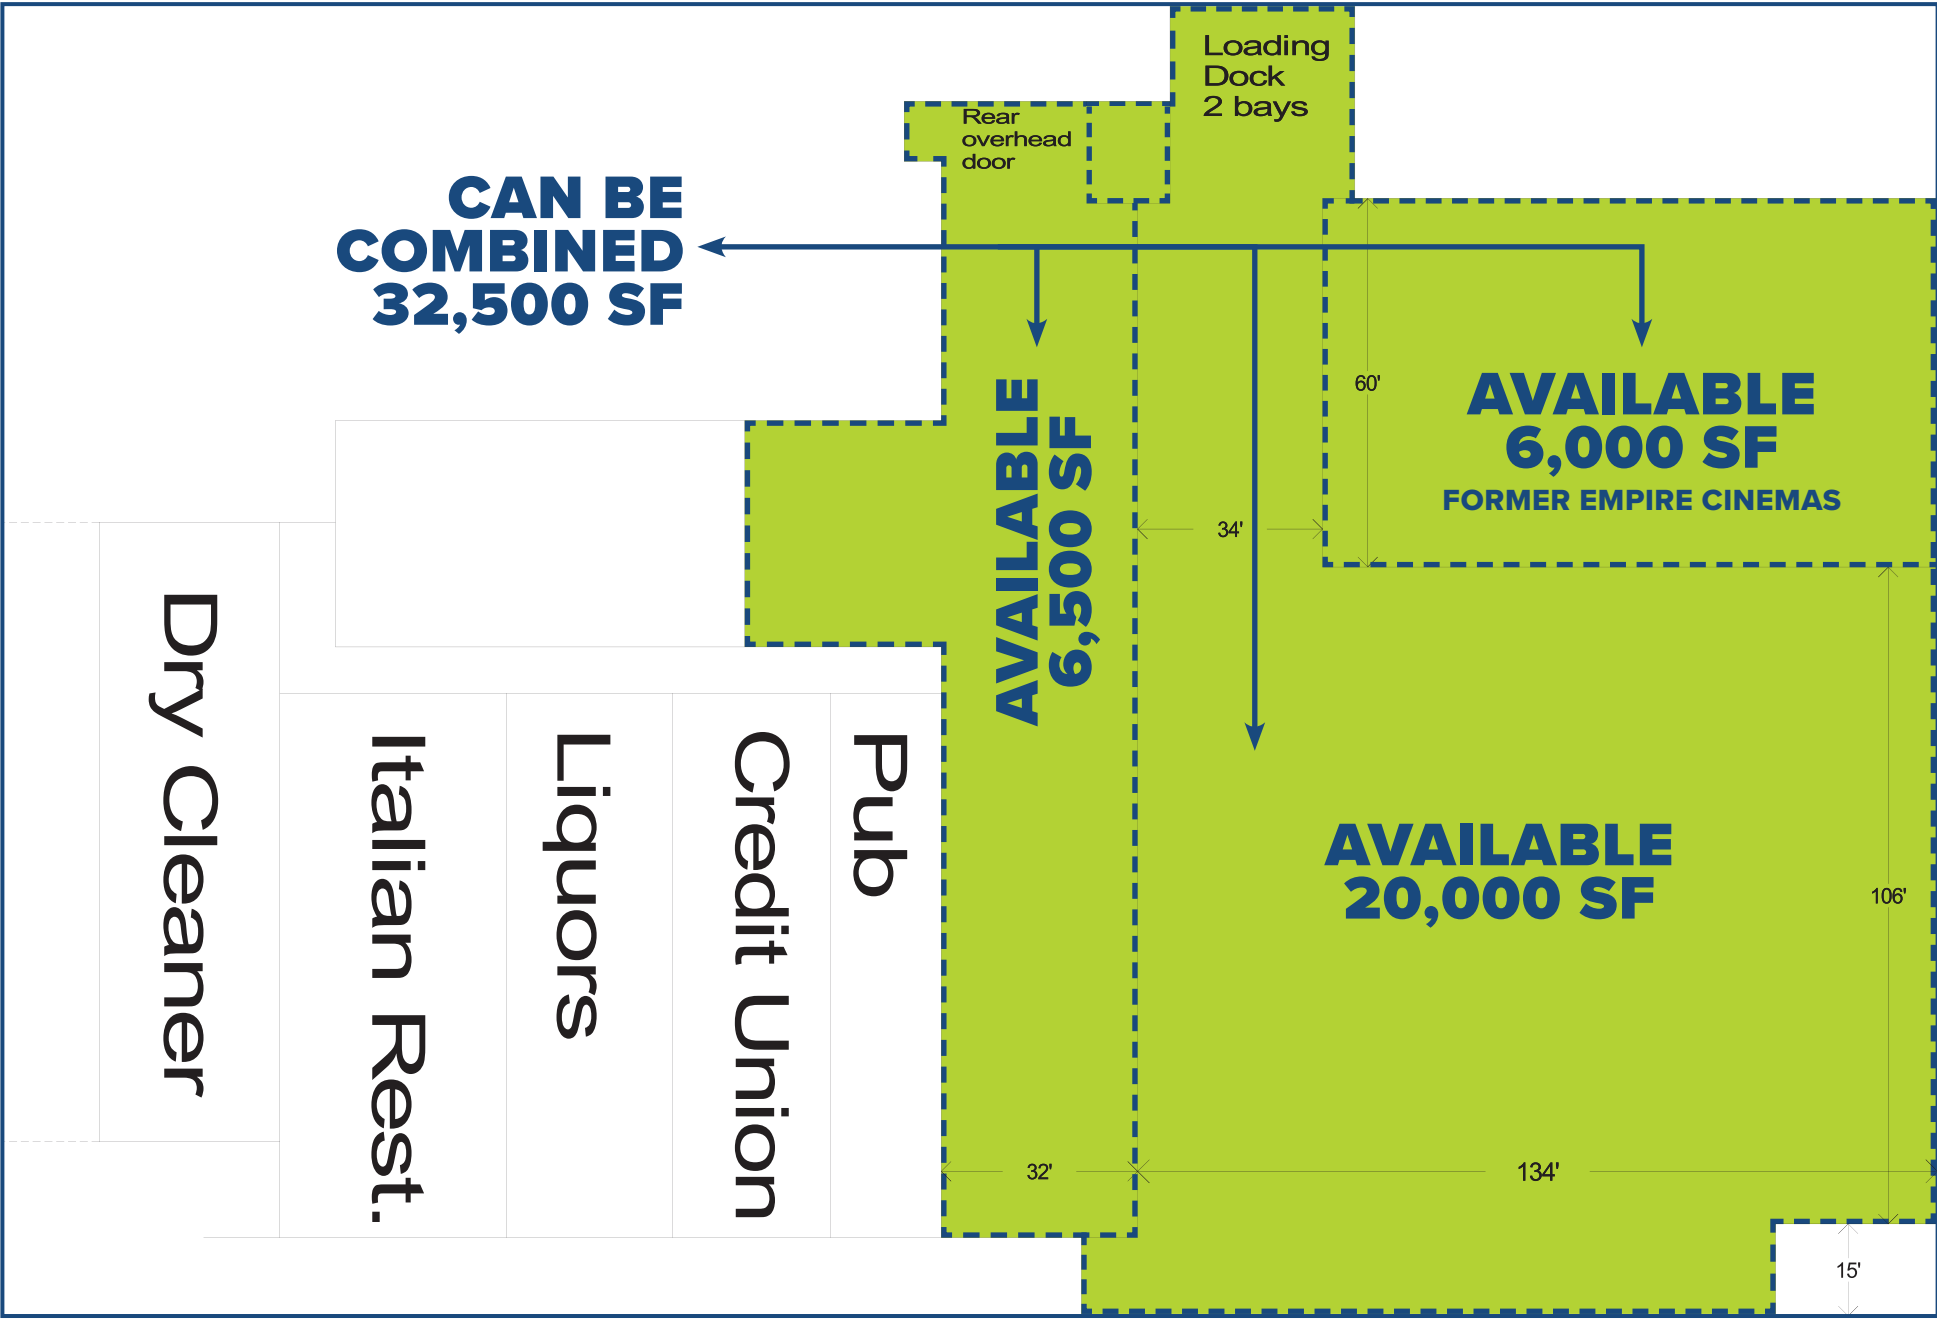 Loading
Dock
2 bays
Rear
overhead
door
CAN BE
COMBINED
32,500 SF
60'
AVAILABLE
6,000 SF
FORMER EMPIRE CINEMAS
AVAILABLE
6,500 SF
34'
Dry Cleaner
Italian Rest.
Liquors
Credit Union
Pub
AVAILABLE
20,000 SF
106'
32'
134'
15'